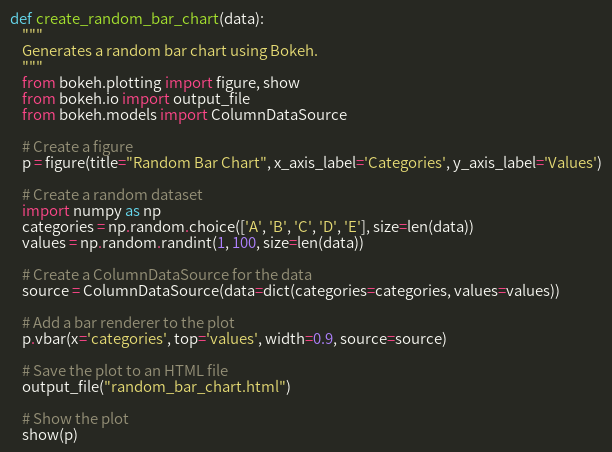 def create_random_bar_chart(data):
    """
    Generates a random bar chart using Bokeh.
    """
    from bokeh.plotting import figure, show
    from bokeh.io import output_file
    from bokeh.models import ColumnDataSource

    # Create a figure
    p = figure(title="Random Bar Chart", x_axis_label='Categories', y_axis_label='Values')

    # Create a random dataset
    import numpy as np
    categories = np.random.choice(['A', 'B', 'C', 'D', 'E'], size=len(data))
    values = np.random.randint(1, 100, size=len(data))

    # Create a ColumnDataSource for the data
    source = ColumnDataSource(data=dict(categories=categories, values=values))

    # Add a bar renderer to the plot
    p.vbar(x='categories', top='values', width=0.9, source=source)

    # Save the plot to an HTML file
    output_file("random_bar_chart.html")

    # Show the plot
    show(p)